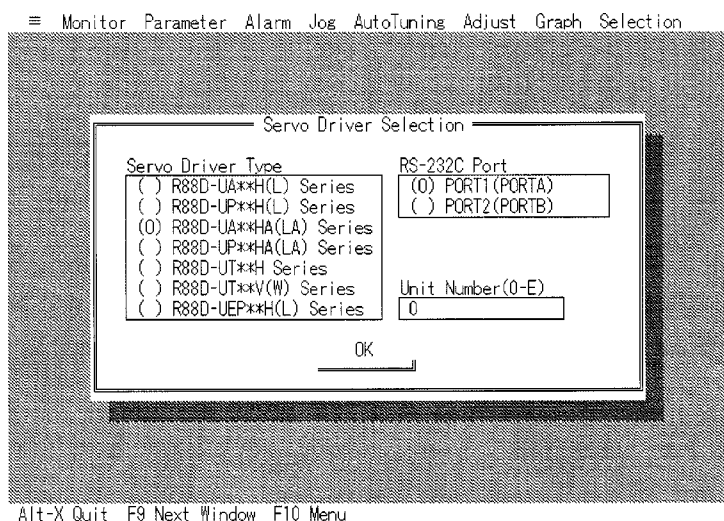 ≡ Monitor Parameter Alarm Jog AutoTuning Adjust Graph Selection
Servo Driver Selection
Servo Driver Type
( ) R88D-UA**H(L) Series
( ) R88D-UP**H(L) Series
(O) R88D-UA**HA(LA) Series
( ) R88D-UP**HA(LA) Series
( ) R88D-UT**H Series
( ) R88D-UT**V(W) Series
( ) R88D-UEP**H(L) Series
RS-232C Port
(O) PORT1(PORTA)
( ) PORT2(PORTB)
Unit Number(0-E)
0
OK
Alt-X Quit F9 Next Window F10 Menu